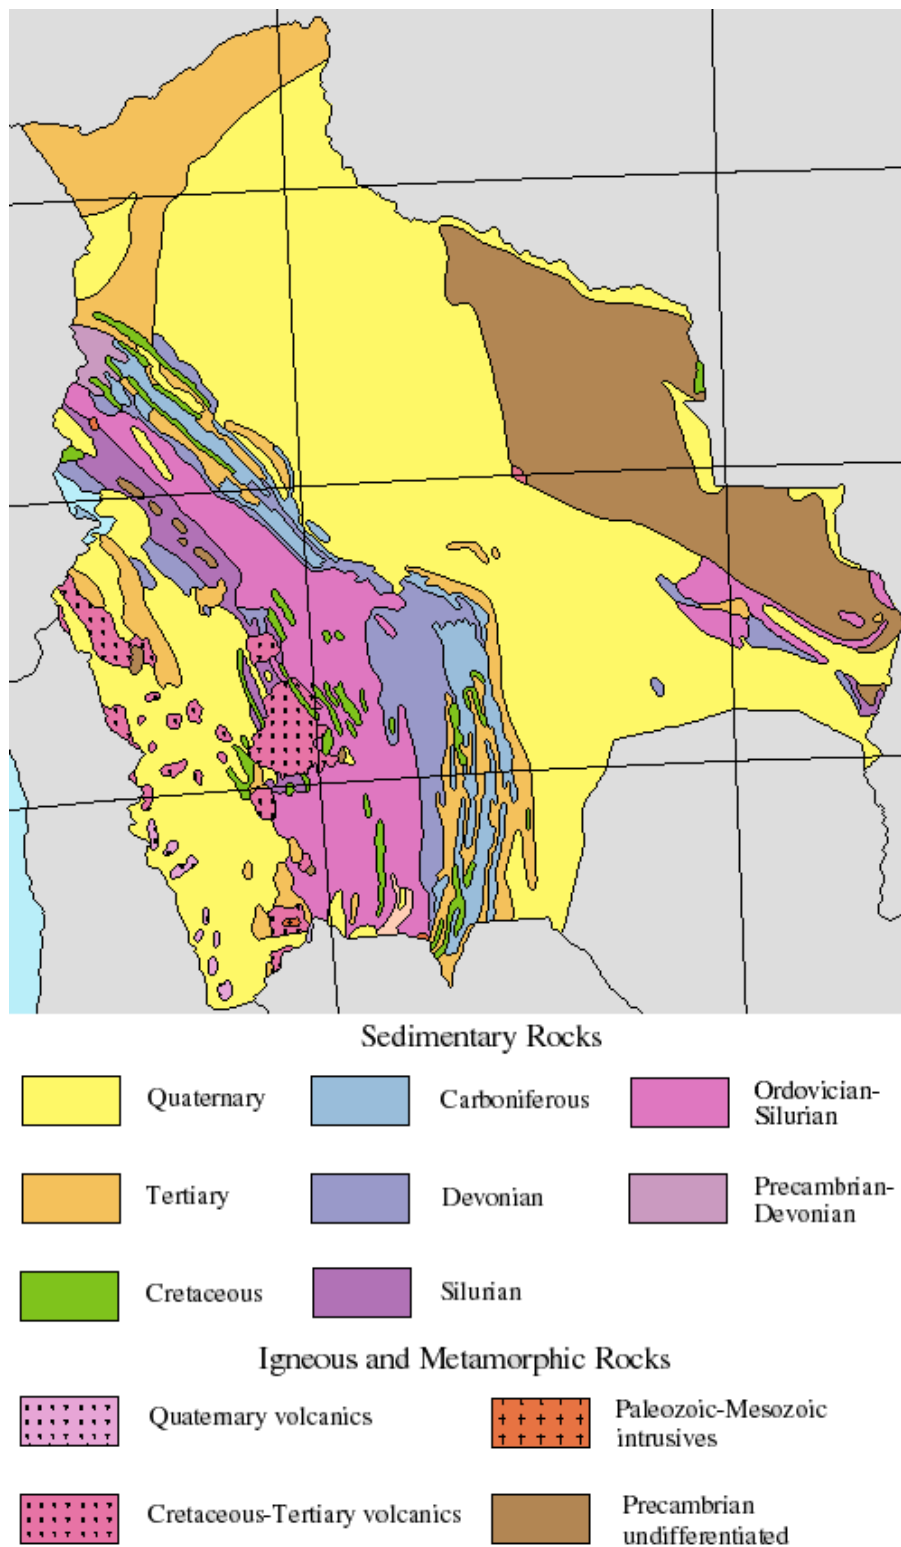 Sedimentary Rocks
Quaternary
Carboniferous
Ordovician-
Silurian
Tertiary
Devonian
Precambrian-
Devonian
Cretaceous
Silurian
Igneous and Metamorphic Rocks
Quaternary volcanics
Paleozoic-Mesozoic
intrusives
Cretaceous-Tertiary volcanics
Precambrian
undifferentiated